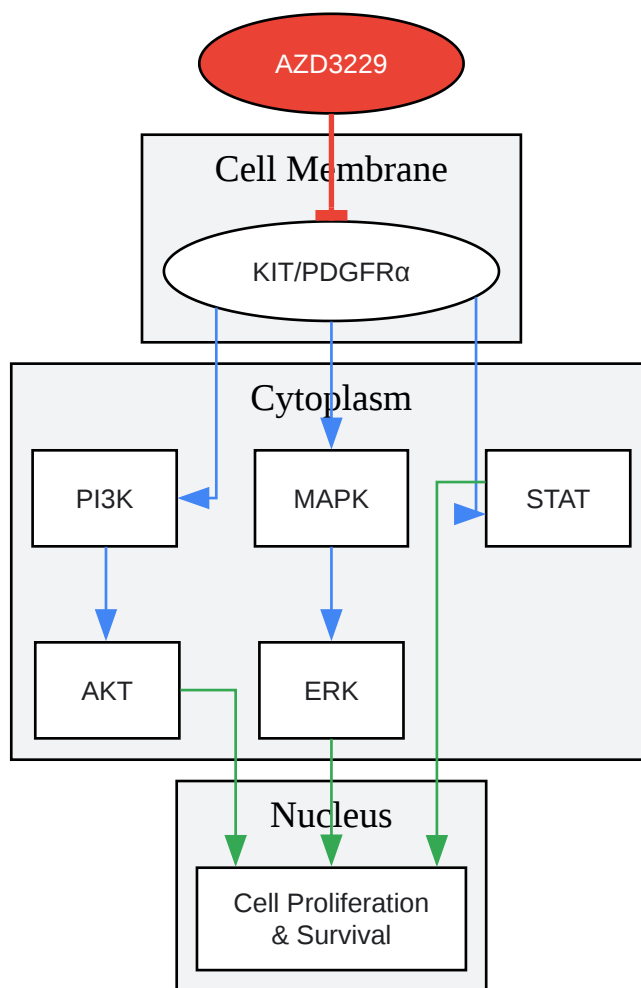 AZD3229
Cell Membrane
KIT/PDGFRα
Cytoplasm
PI3K
MAPK
STAT
AKT
ERK
Nucleus
Cell Proliferation
& Survival